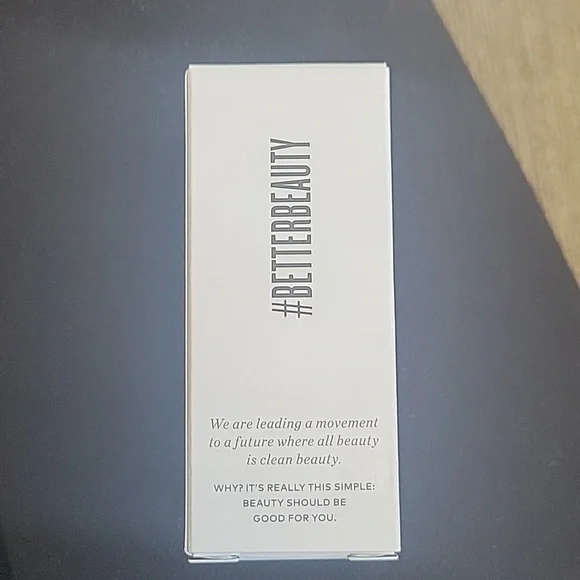 #BETTERBEAUTY
We are leading a movement
to a future where all beauty
is clean beauty.
WHY? IT'S REALLY THIS SIMPLE:
BEAUTY SHOULD BE
GOOD FOR YOU.